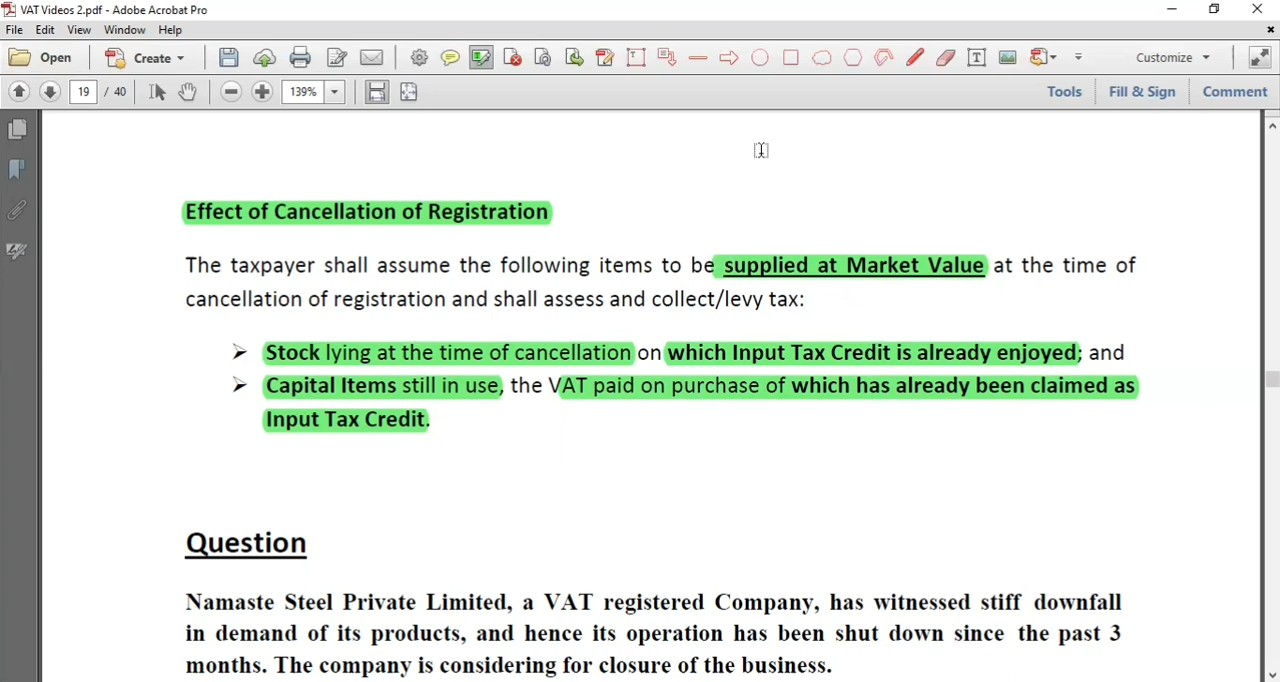 VAT Videos 2.pdf - Adobe Acrobat Pro
File Edit View Window Help
Open Create Customize
19 / 40 139% Tools Fill & Sign Comment
Effect of Cancellation of Registration
The taxpayer shall assume the following items to be supplied at Market Value at the time of
cancellation of registration and shall assess and collect/levy tax:
➢ Stock lying at the time of cancellation on which Input Tax Credit is already enjoyed; and
➢ Capital Items still in use, the VAT paid on purchase of which has already been claimed as
Input Tax Credit.
Question
Namaste Steel Private Limited, a VAT registered Company, has witnessed stiff downfall
in demand of its products, and hence its operation has been shut down since the past 3
months. The company is considering for closure of the business.